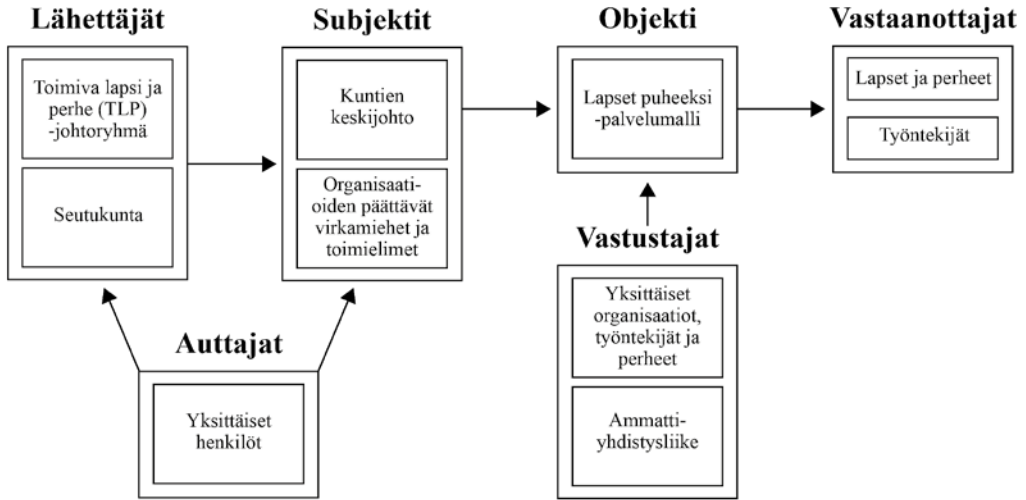 Lähettäjät
Toimiva lapsi ja
perhe (TLP)
-johtoryhmä
Seutukunta
Subjektit
Kuntien
keskijohto
Organisaati-
oiden päättävät
virkamiehet ja
toimielimet
Objekti
Lapset puheeksi
-palvelumalli
Vastaanottajat
Lapset ja perheet
Työntekijät
Auttajat
Yksittäiset
henkilöt
Vastustajat
Yksittäiset
organisaatiot,
työntekijät ja
perheet
Ammatti-
yhdistysliike